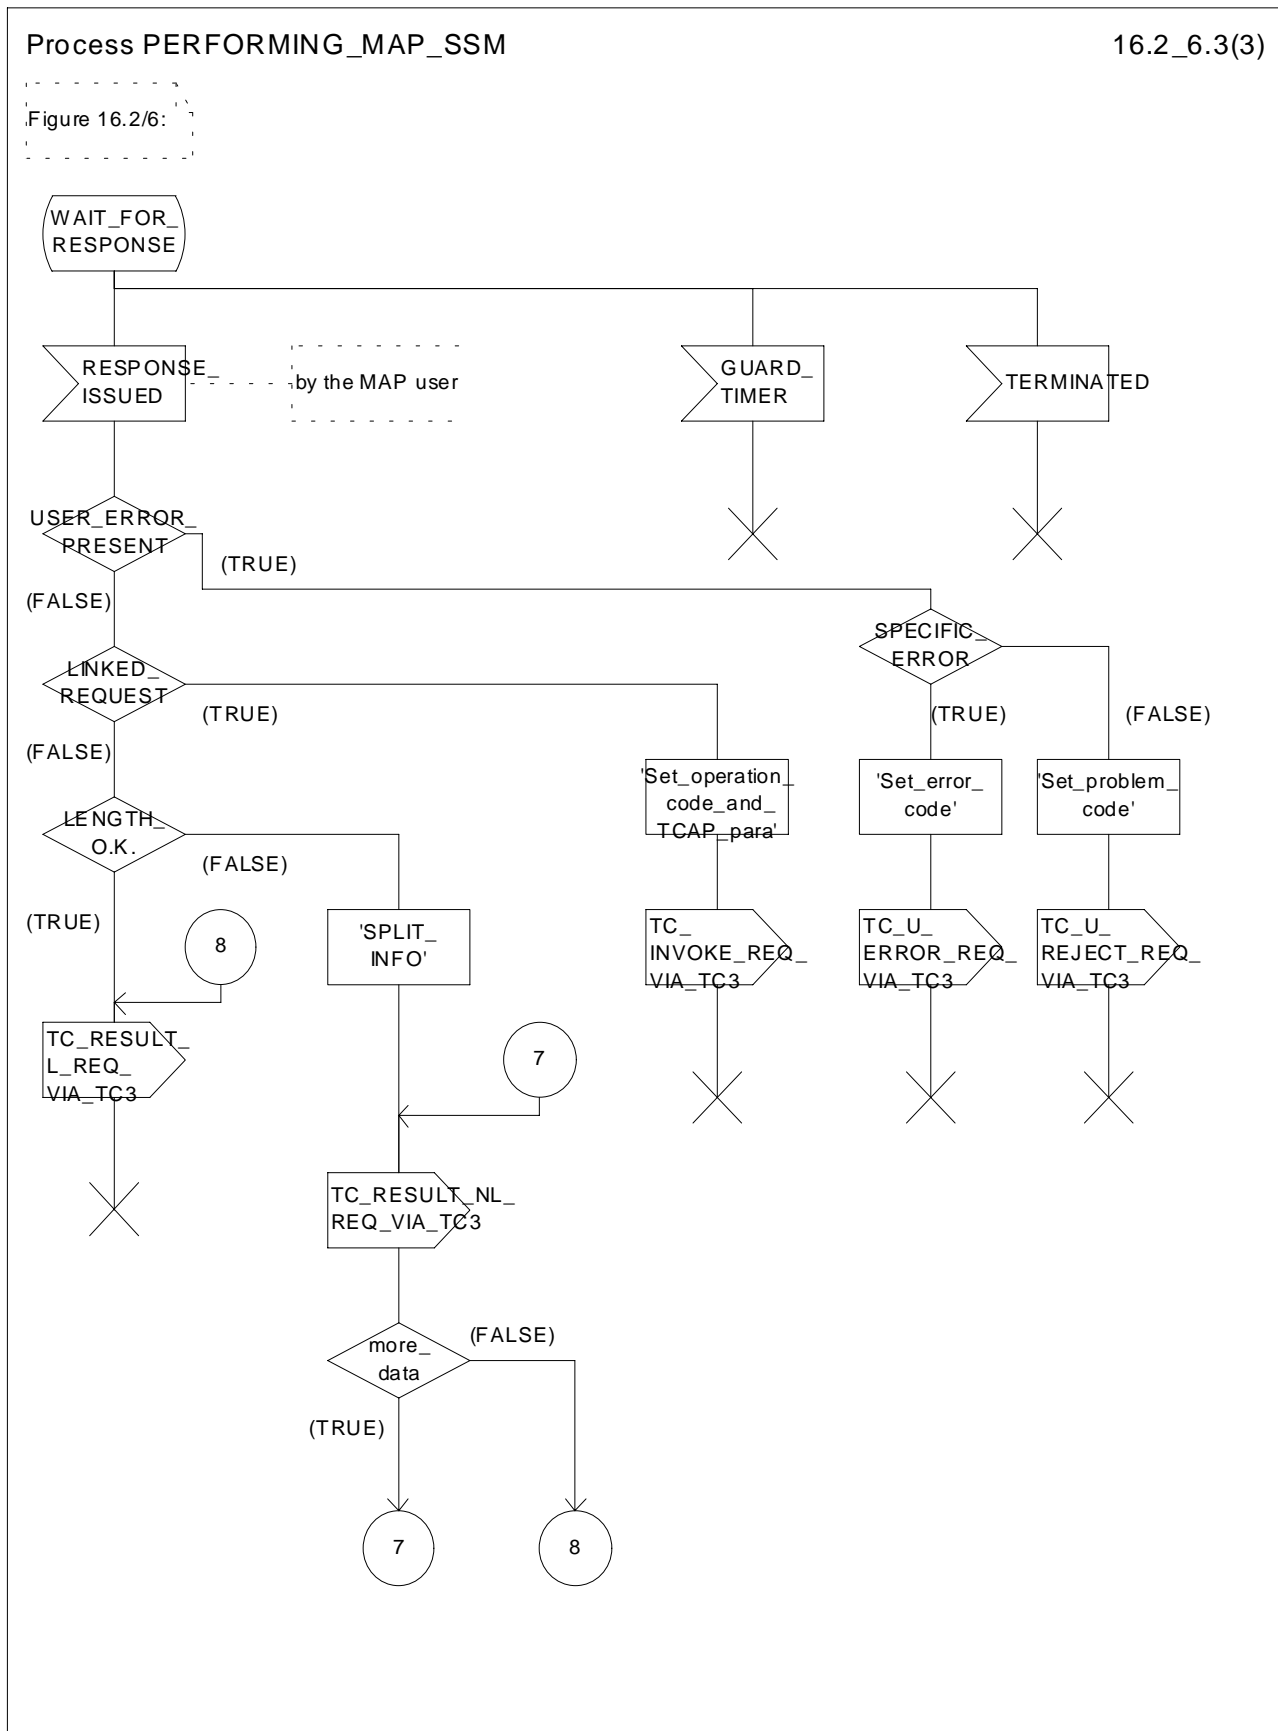 Process PERFORMING_MAP_SSM
16.2_6.3(3)
Figure 16.2/6:
WAIT_FOR_
RESPONSE
RESPONSE_
ISSUED
by the MAP user
GUARD_
TIMER
TERMINATED
USER_ERROR_
PRESENT
(TRUE)
(FALSE)
SPECIFIC_
ERROR
LINKED_
REQUEST
(TRUE)
(TRUE)
(FALSE)
(FALSE)
'Set_operation_
code_and_
TCAP_para'
'Set_error_
code'
'Set_problem_
code'
LENGTH_
O.K.
(FALSE)
(TRUE)
8
'SPLIT_
INFO'
TC_
INVOKE_REQ_
VIA_TC3
TC_U_
ERROR_REQ_
VIA_TC3
TC_U_
REJECT_REQ_
VIA_TC3
TC_RESULT_
L_REQ_
VIA_TC3
7
TC_RESULT_NL_
REQ_VIA_TC3
more_
data
(FALSE)
(TRUE)
7
8